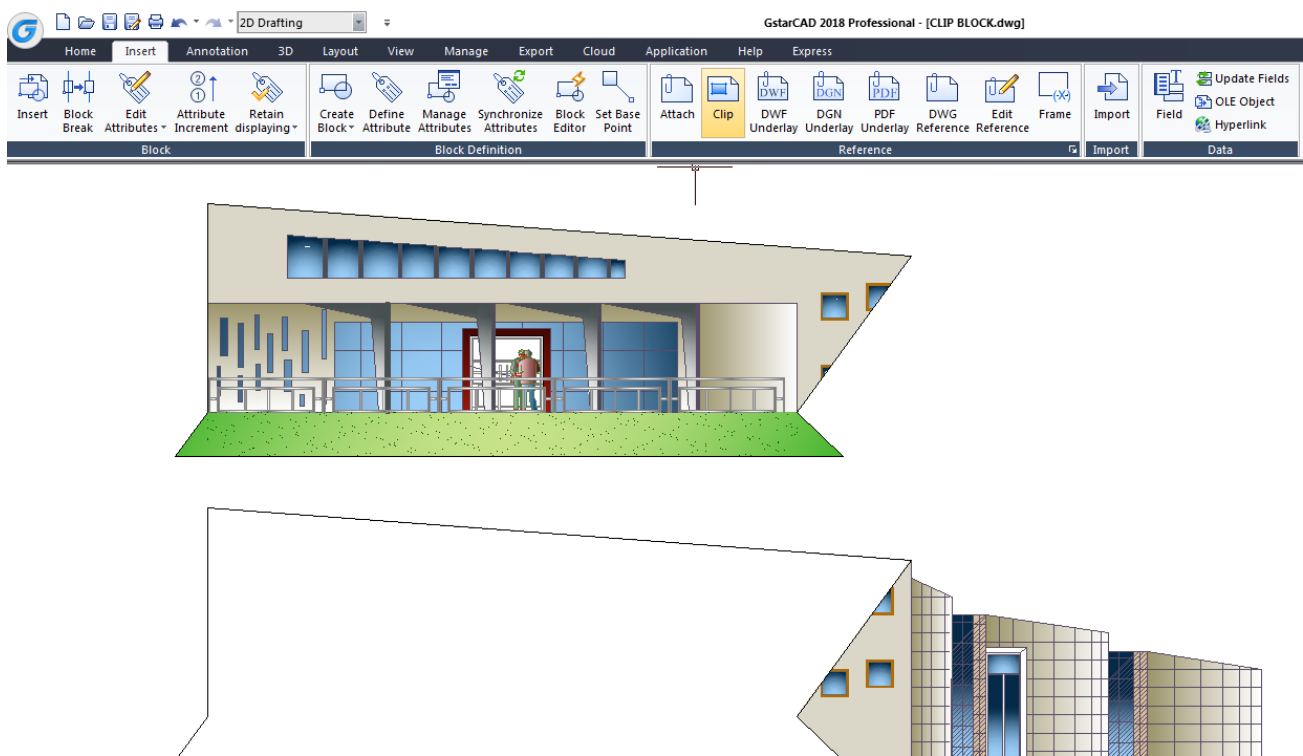 2D Drafting
GstarCAD 2018 Professional - [CLIP BLOCK.dwg]
Home Insert Annotation 3D Layout View Manage Export Cloud Application Help Express
Insert
Block
Break
Edit
Attributes
Attribute
Increment
Retain
displaying
Create
Block
Define
Attribute
Manage
Attributes
Synchronize
Attributes
Block
Editor
Set Base
Point
Attach
Clip
DWF
DWF
Underlay
DGN
DGN
Underlay
PDF
PDF
Underlay
DWG
Reference
Edit
Reference
(X)
Frame
Import
Field
Update Fields
OLE Object
Hyperlink
Block
Block Definition
Reference
Import
Data